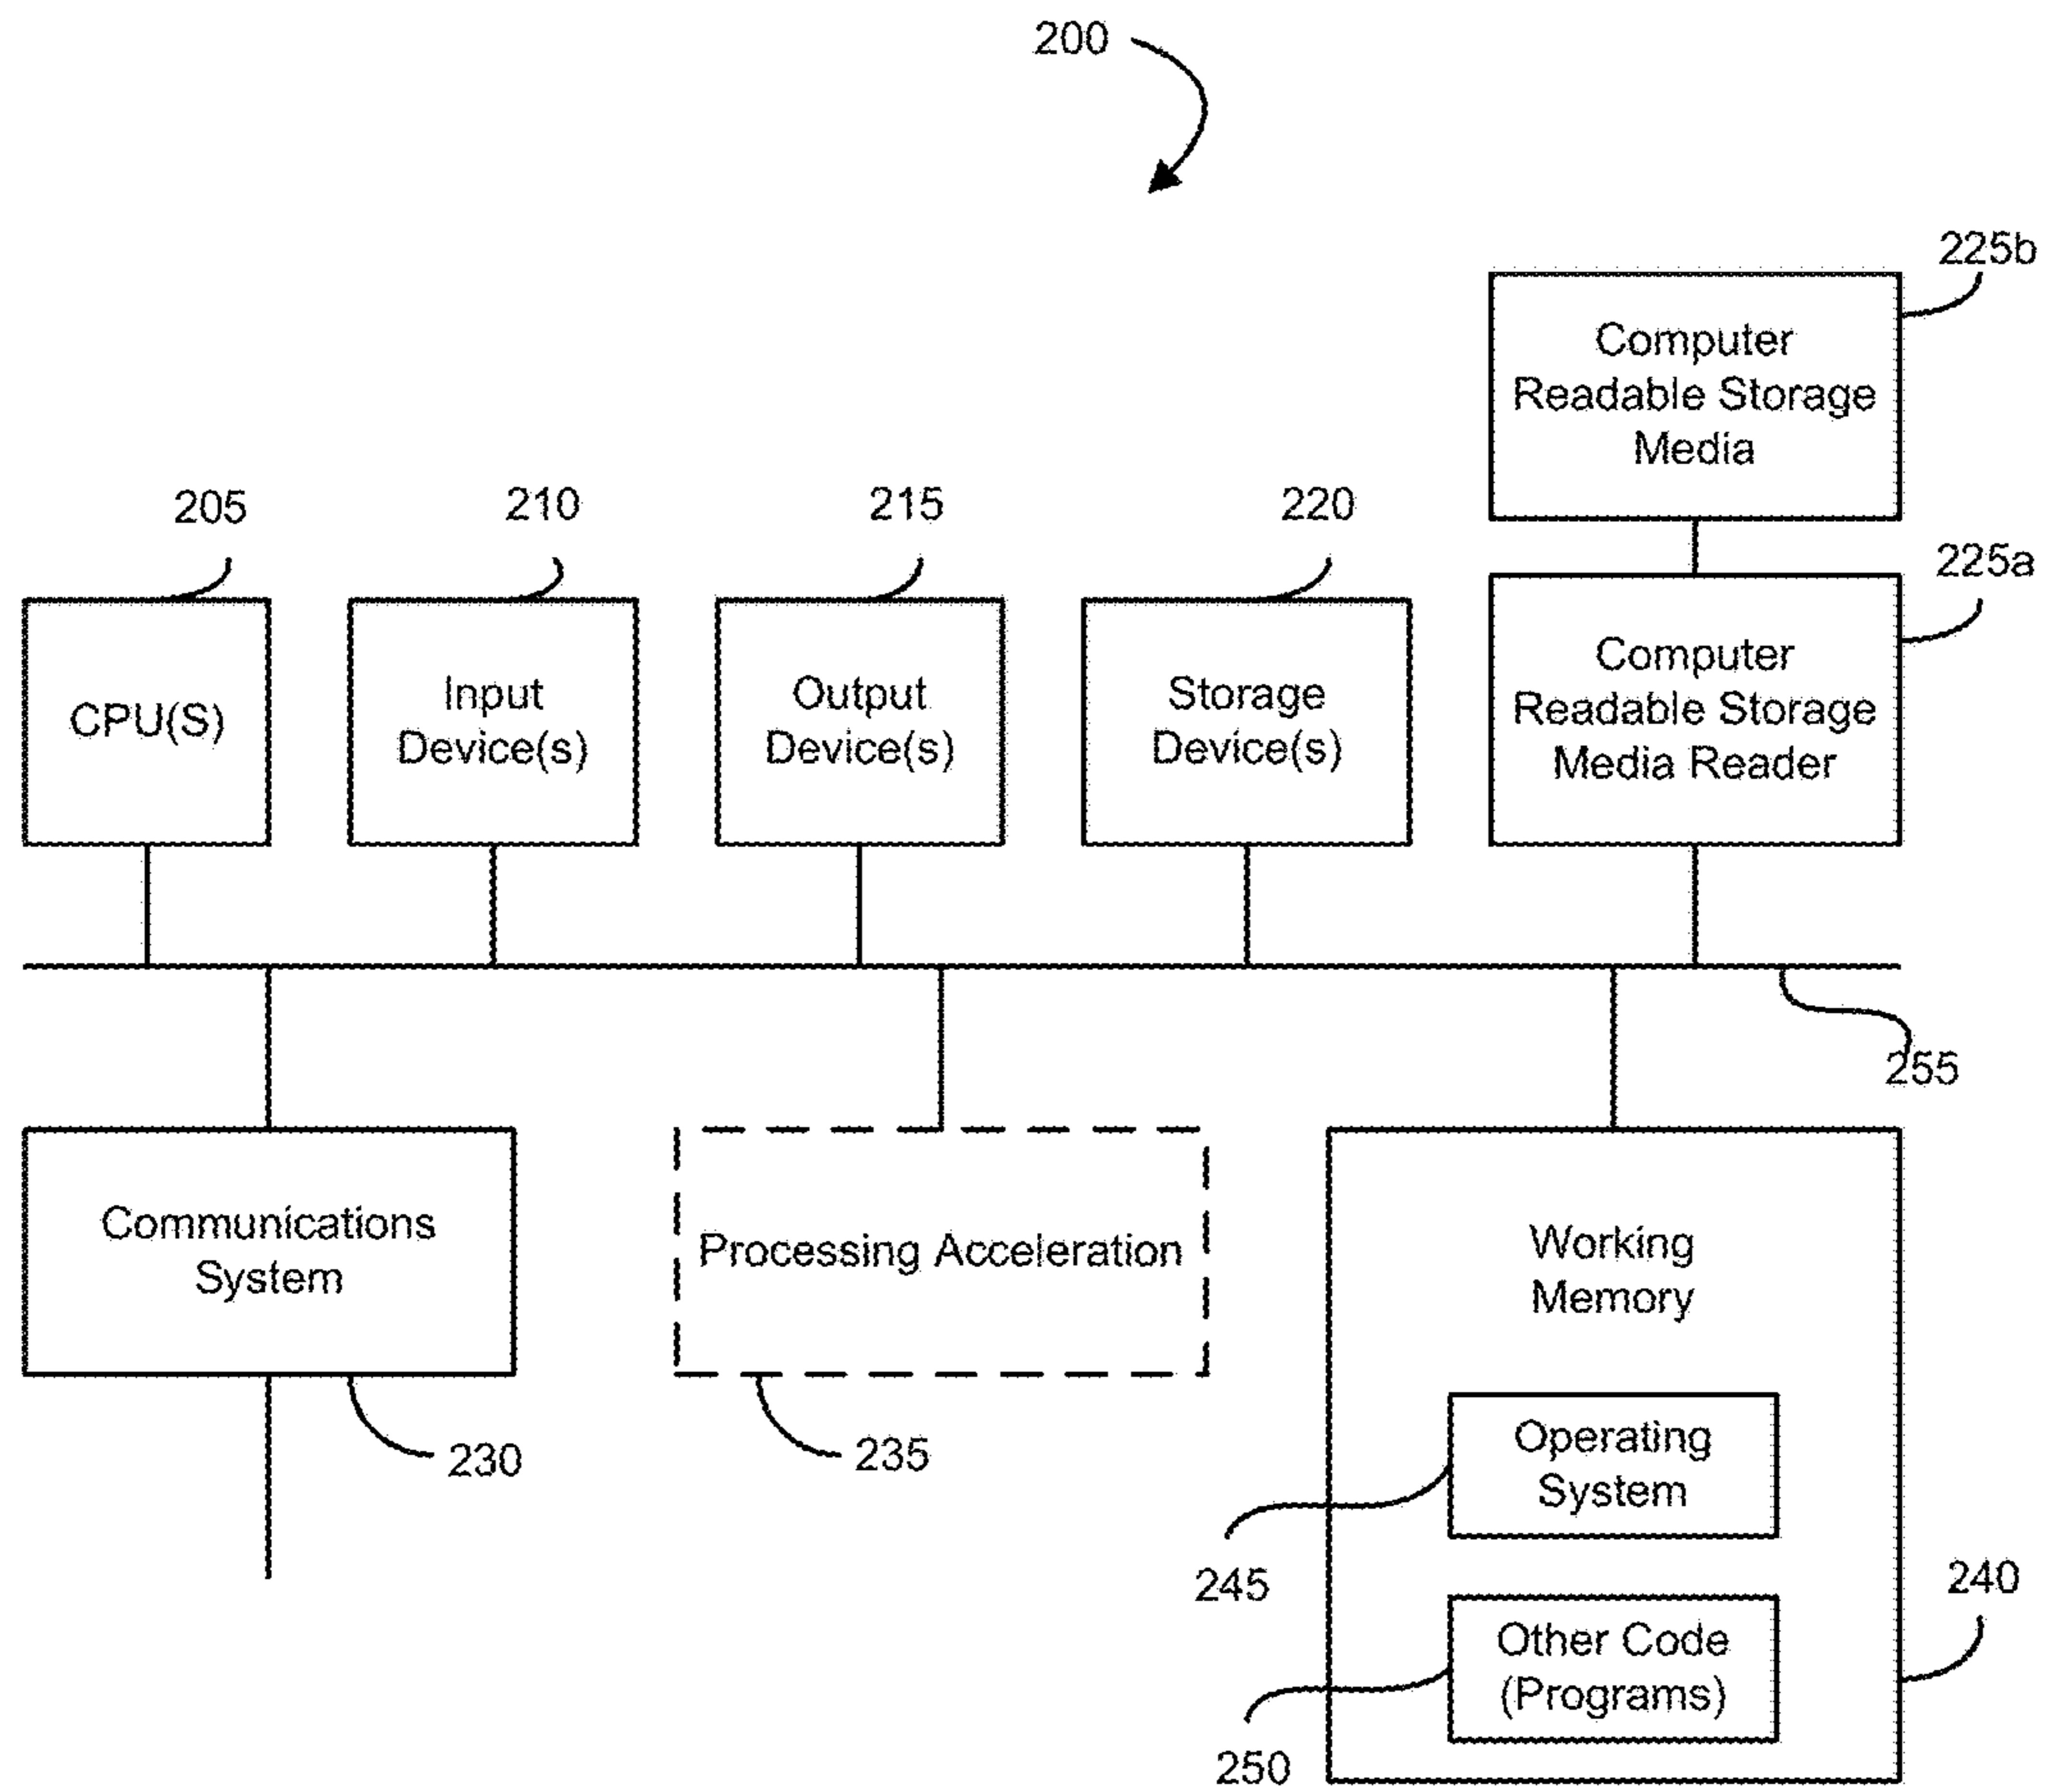 200
225b
Computer
Readable Storage
Media
205
210
215
220
225a
CPU(S)
Input
Device(s)
Output
Device(s)
Storage
Device(s)
Computer
Readable Storage
Media Reader
255
Communications
System
Processing Acceleration
Working
Memory
230
235
Operating
System
245
240
Other Code
(Programs)
250